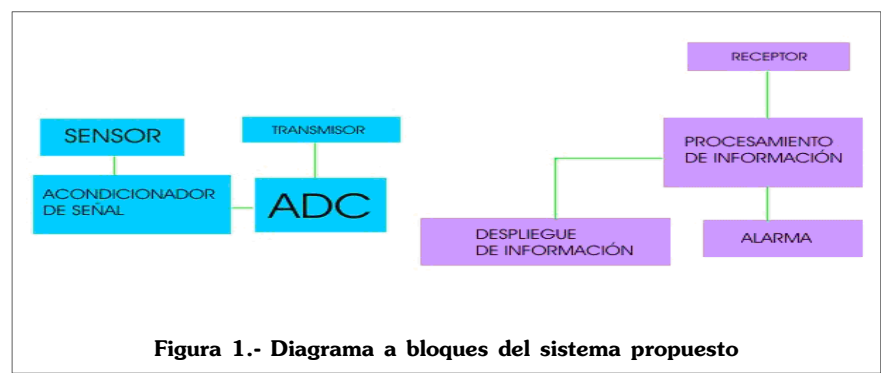 SENSOR
TRANSMISOR
ACONDICIONADOR
DE SEÑAL
ADC
RECEPTOR
PROCESAMIENTO
DE INFORMACIÓN
DESPLIEGUE
DE INFORMACIÓN
ALARMA
Figura 1.- Diagrama a bloques del sistema propuesto